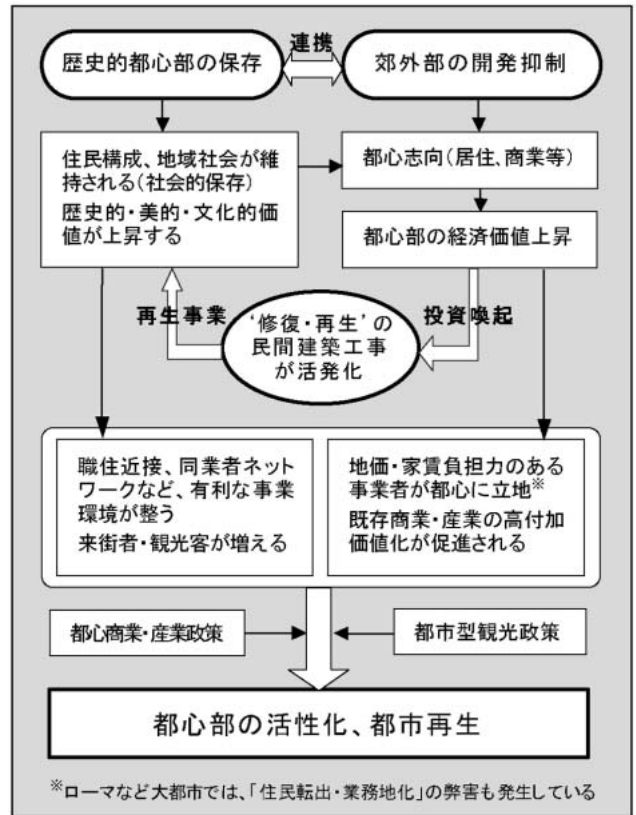 連携
歴史的都心部の保存
郊外部の開発抑制
住民構成、地域社会が維
持される(社会的保存)
歴史的・美的・文化的価
値が上昇する
都心志向(居住、商業等)
都心部の経済価値上昇
再生事業
投資喚起
‘修復・再生’の
民間建築工事
が活発化
職住近接、同業者ネット
ワークなど、有利な事業
環境が整う
来街者・観光客が増える
地価・家賃負担力のある
事業者が都心に立地※
既存商業・産業の高付加
価値化が促進される
都心商業・産業政策
都市型観光政策
都心部の活性化、都市再生
※ローマなど大都市では、「住民転出・業務地化」の弊害も発生している